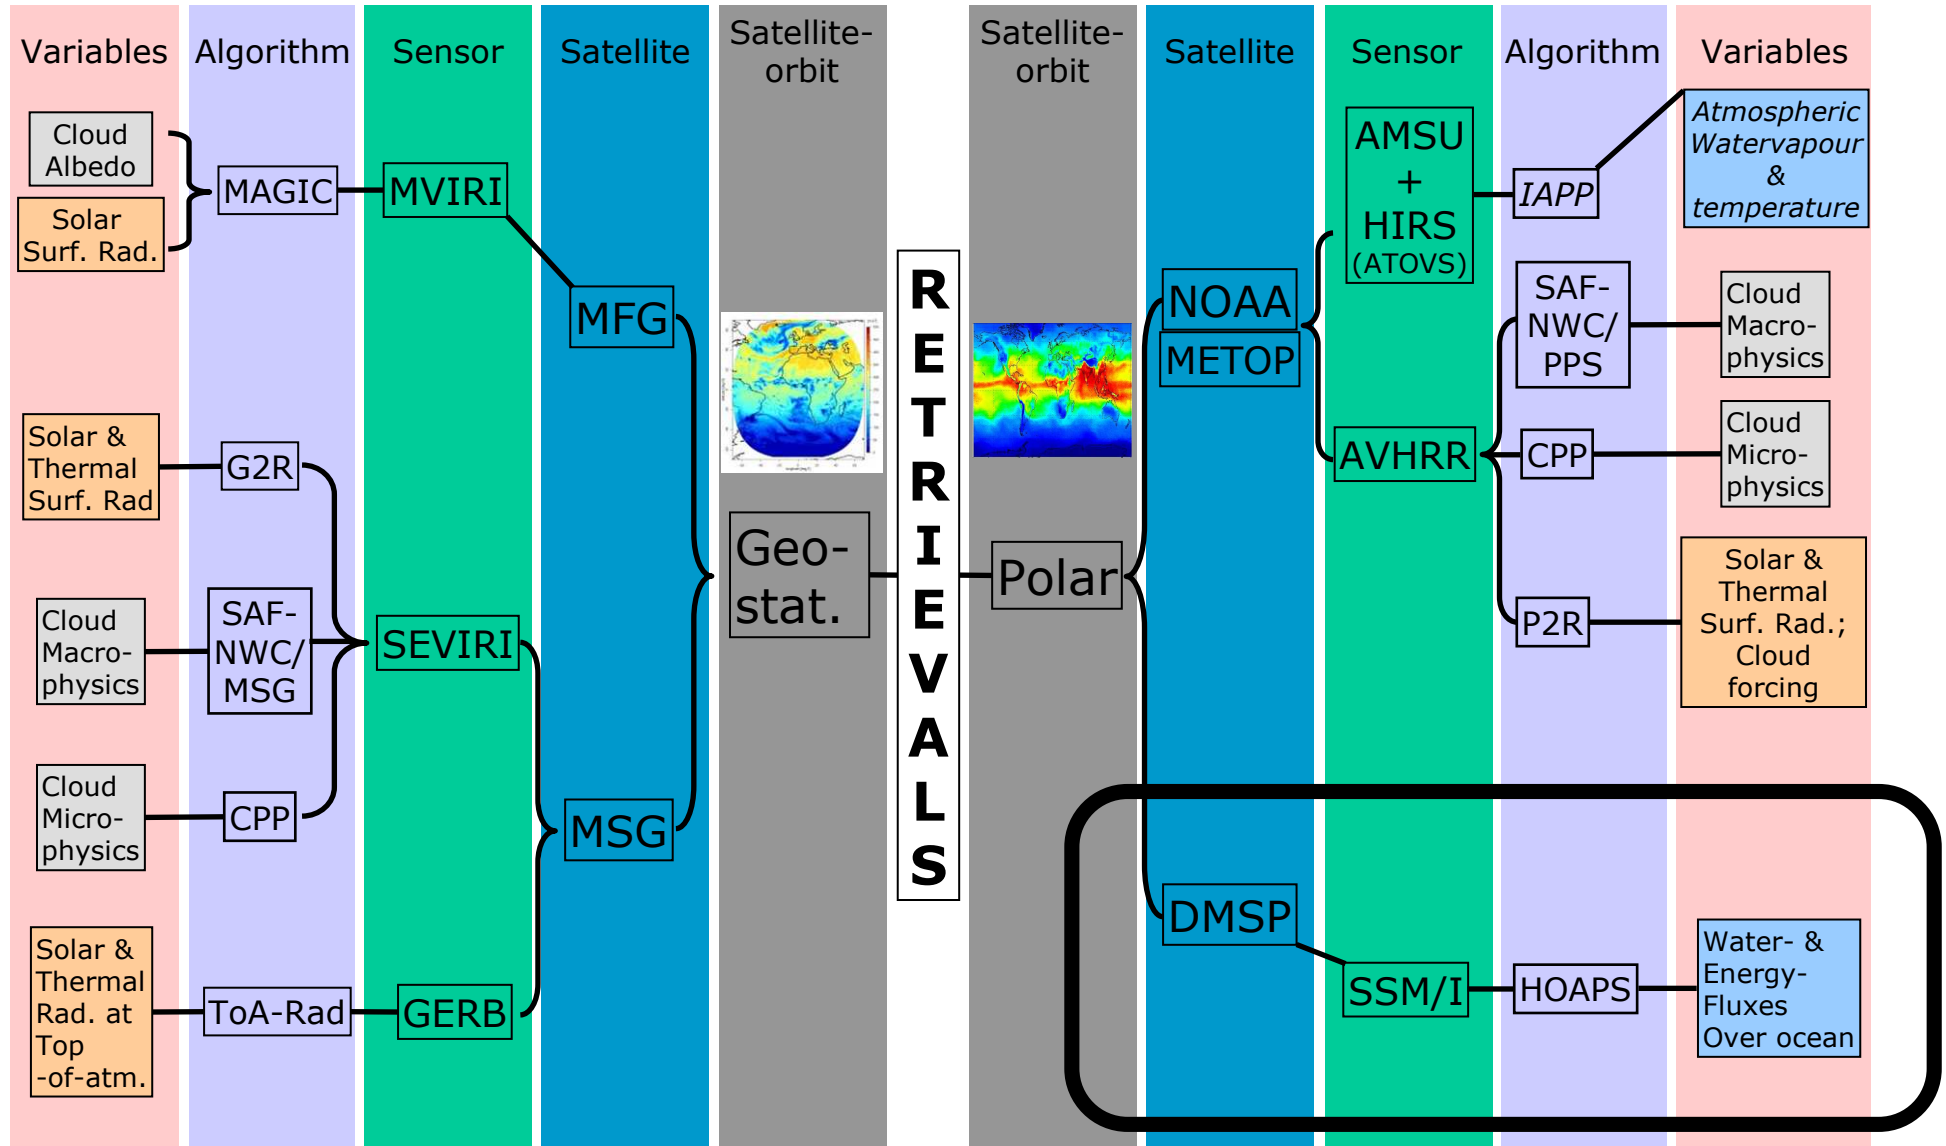 Variables
Algorithm
Sensor
Satellite
Satellite-
orbit
Satellite-
orbit
Satellite
Sensor
Algorithm
Variables
Cloud
Albedo
Solar
Surf. Rad.
MAGIC
MVIRI
MFG
Solar &
Thermal
Surf. Rad
G2R
Cloud
Macro-
physics
SAF-
NWC/
MSG
SEVIRI
Cloud
Micro-
physics
CPP
MSG
Solar &
Thermal
Rad. at
Top
-of-atm.
ToA-Rad
GERB
Geo-
stat.
R
E
T
R
I
E
V
A
L
S
Polar
NOAA
METOP
AMSU
+
HIRS
(ATOVS)
IAPP
Atmospheric
Watervapour
&
temperature
AVHRR
SAF-
NWC/
PPS
Cloud
Macro-
physics
CPP
Cloud
Micro-
physics
P2R
Solar &
Thermal
Surf. Rad.;
Cloud
forcing
DMSP
SSM/I
HOAPS
Water- &
Energy-
Fluxes
Over ocean